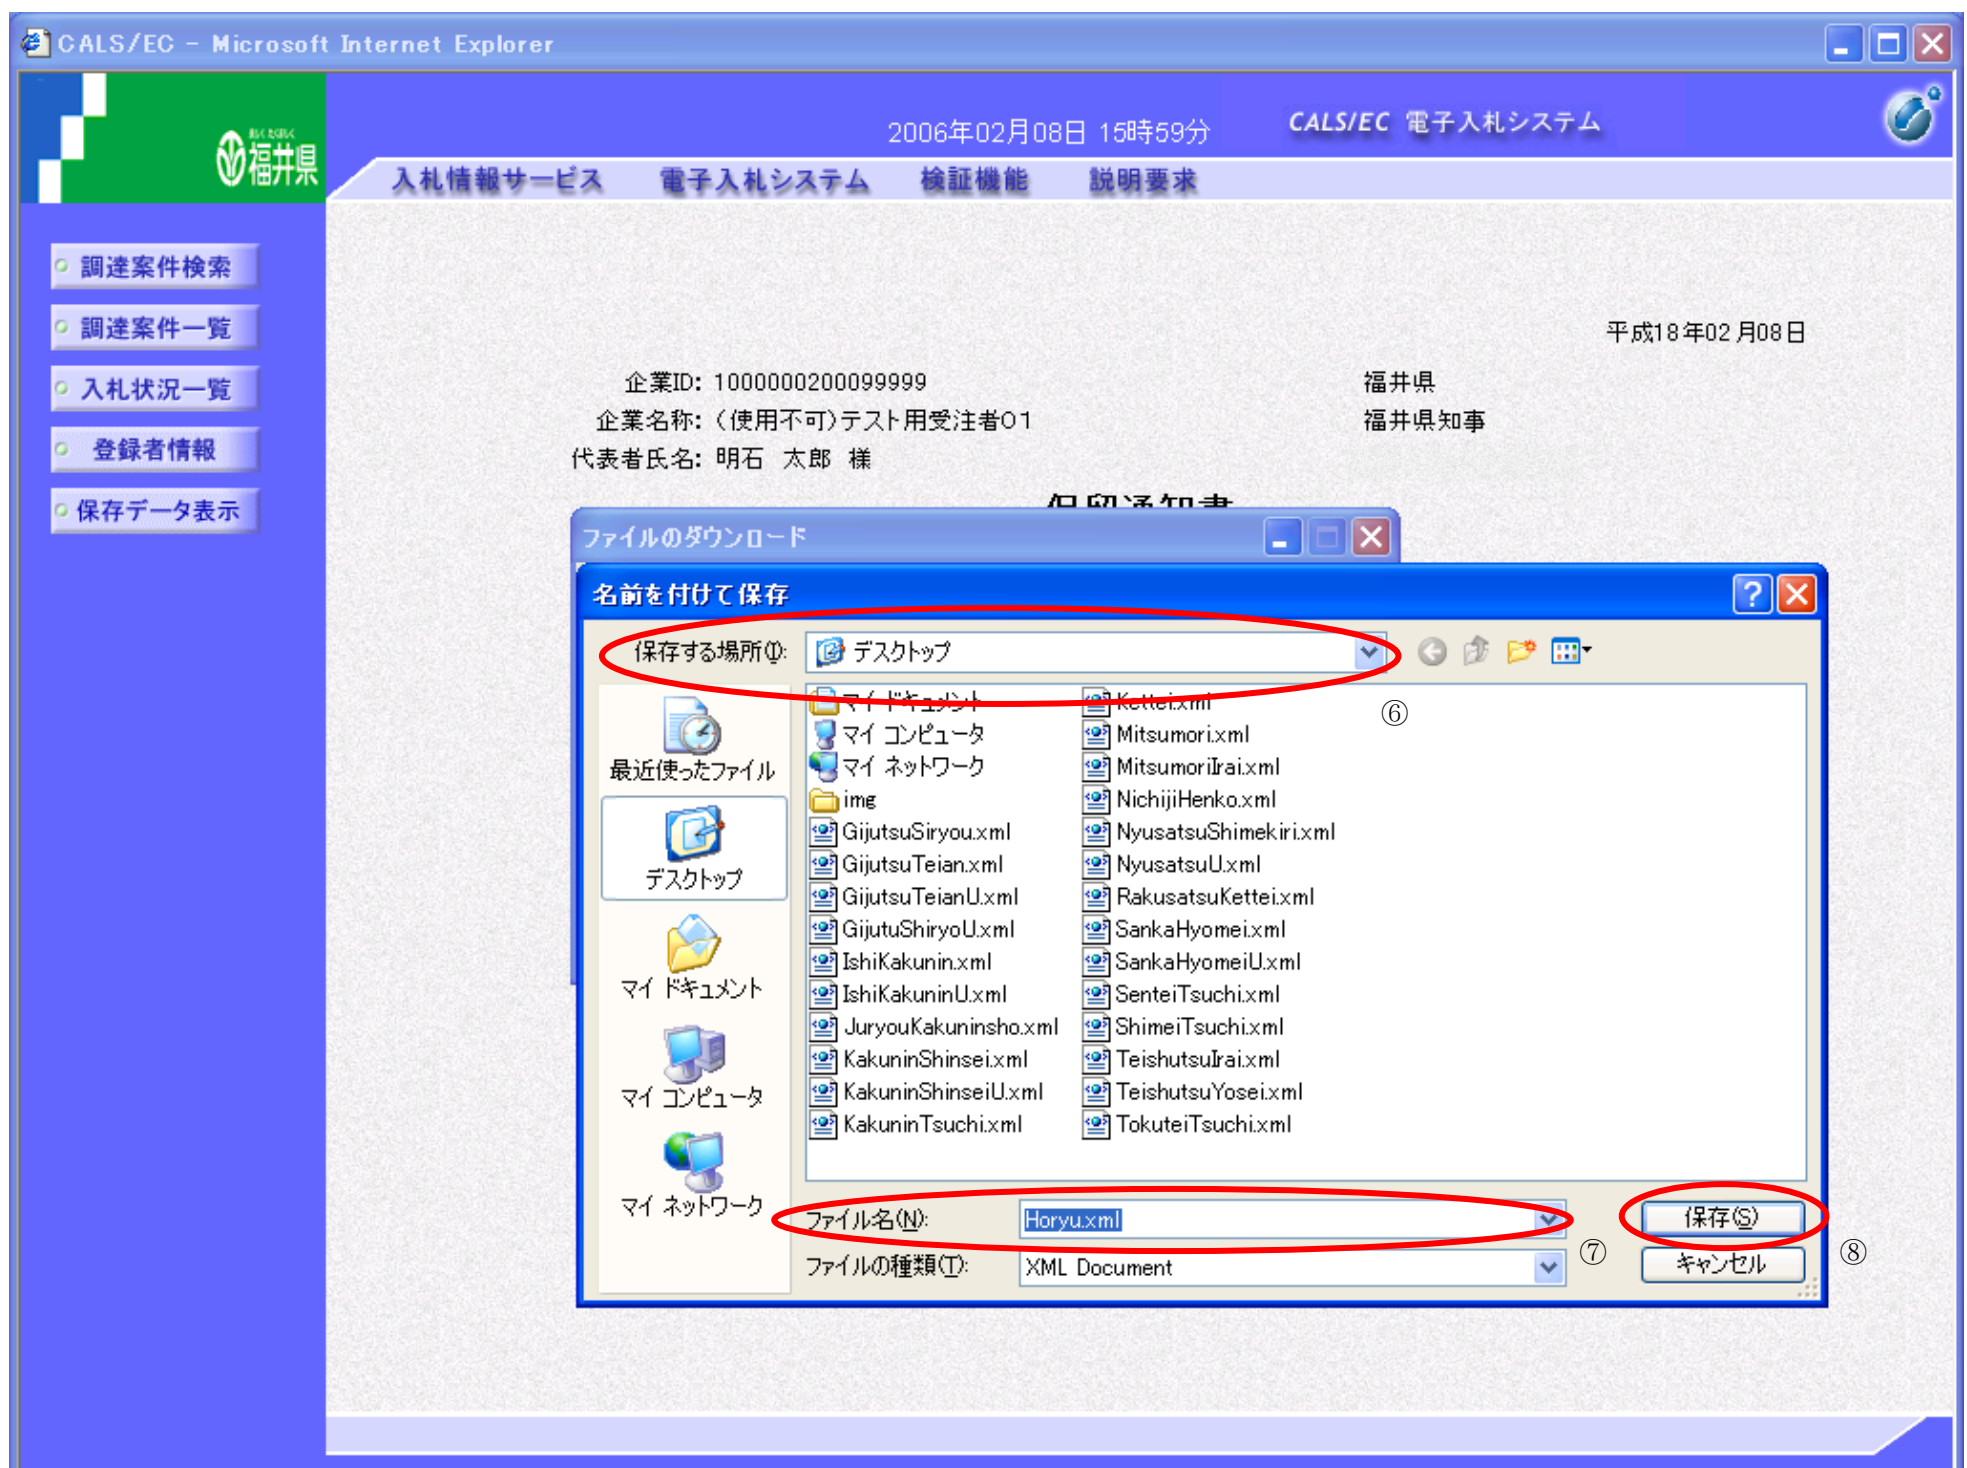 CALS/EC - Microsoft Internet Explorer
福井県
2006年02月08日 15時59分
CALS/EC 電子入札システム
入札情報サービス 電子入札システム 検証機能 説明要求
調達案件検索
調達案件一覧
入札状況一覧
登録者情報
保存データ表示
平成18年02月08日
企業ID: 1000000200099999
福井県
企業名称: (使用不可)テスト用受注者01
福井県知事
代表者氏名: 明石 太郎 様
保留通知書
ファイルのダウンロード
名前を付けて保存
保存する場所(I):
デスクトップ
⑥
最近使ったファイル
デスクトップ
マイ ドキュメント
マイ コンピュータ
マイ ネットワーク
マイ ドキュメント
マイ コンピュータ
マイ ネットワーク
img
GijutsuSiryou.xml
GijutsuTeian.xml
GijutsuTeianU.xml
GijutuShiryoU.xml
IshiKakunin.xml
IshiKakuninU.xml
JuryouKakuninsho.xml
KakuninShinsei.xml
KakuninShinseiU.xml
KakuninTsuchi.xml
Kettei.xml
Mitsumori.xml
MitsumoriIrai.xml
NichijiHenko.xml
NyusatsuShimekiri.xml
NyusatsuU.xml
RakusatsuKettei.xml
SankaHyomei.xml
SankaHyomeiU.xml
SenteiTsuchi.xml
ShimeiTsuchi.xml
TeishutsuIrai.xml
TeishutsuYosei.xml
TokuteiTsuchi.xml
ファイル名(N):
Horyu.xml
保存(S)
⑦
⑧
ファイルの種類(T):
XML Document
キャンセル